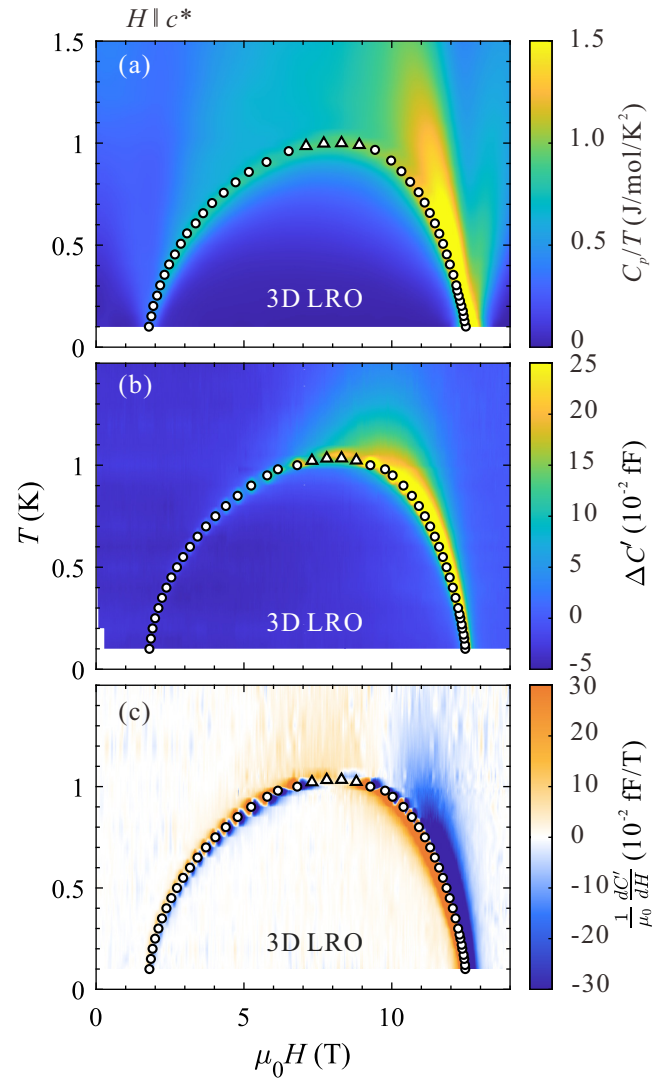 H ∥ c*
(a)
3D LRO
1.5
1
0.5
0
1.5
1.0
0.5
0
C_p/T (J/mol/K²)
(b)
3D LRO
1.5
1
0.5
0
T (K)
25
20
15
10
5
0
-5
ΔC′ (10⁻² fF)
(c)
3D LRO
1
0.5
0
0 5 10
μ₀H (T)
30
20
10
0
-10
-20
-30
1/μ₀ dC′/dH (10⁻² fF/T)